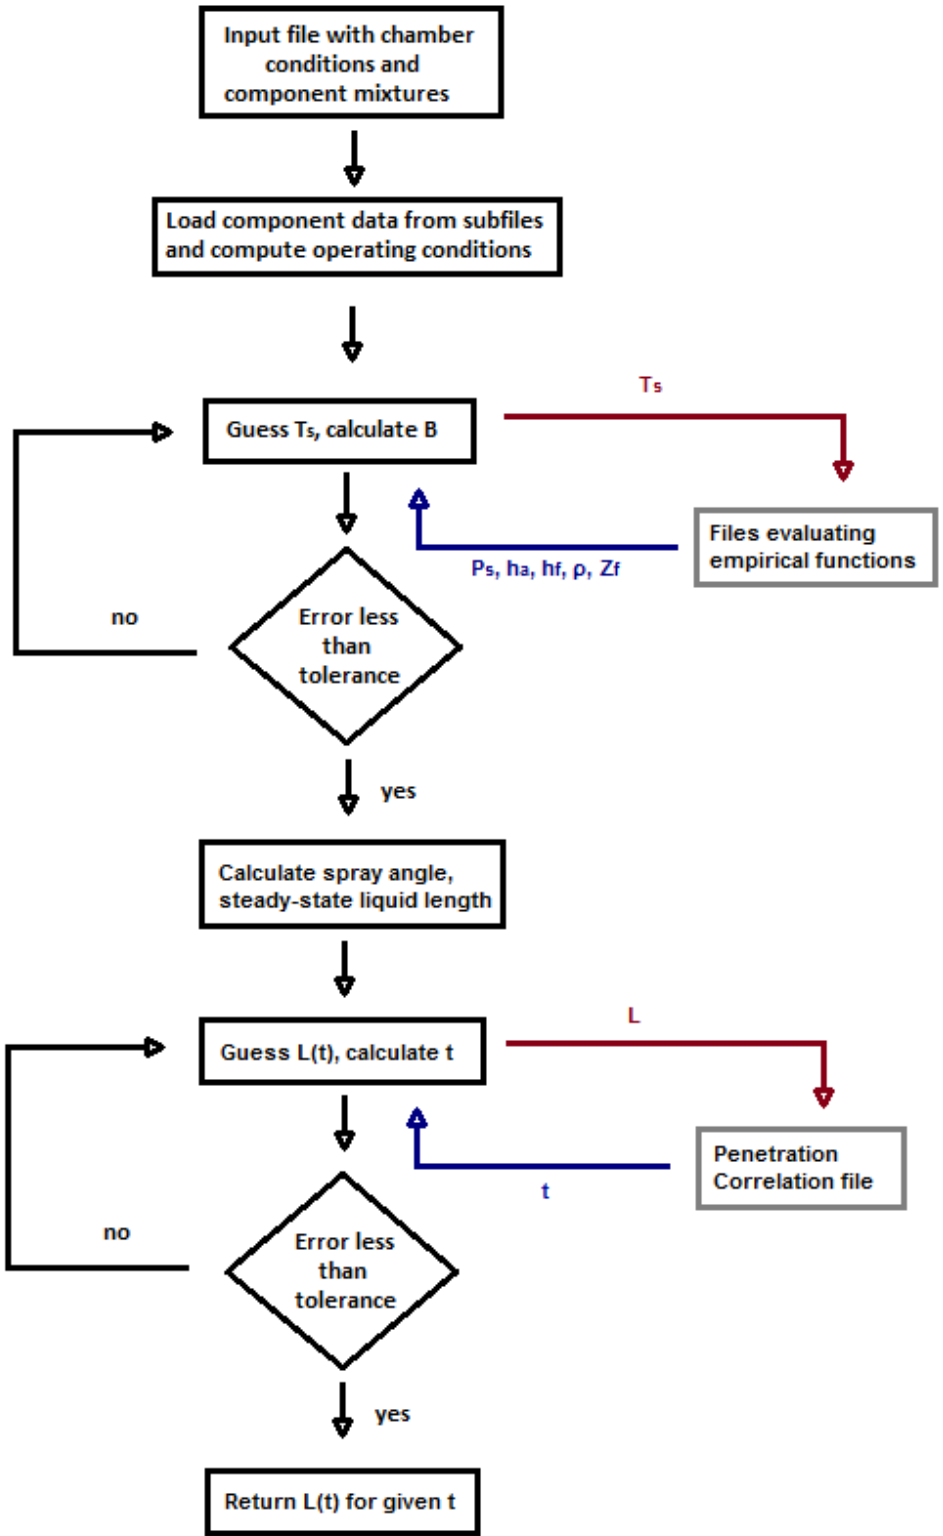 Input file with chamber
conditions and
component mixtures
Load component data from subfiles
and compute operating conditions
Ts
Guess Ts, calculate B
Files evaluating
empirical functions
Ps, ha, hf, ρ, Zf
no
Error less
than
tolerance
yes
Calculate spray angle,
steady-state liquid length
L
Guess L(t), calculate t
Penetration
Correlation file
t
no
Error less
than
tolerance
yes
Return L(t) for given t